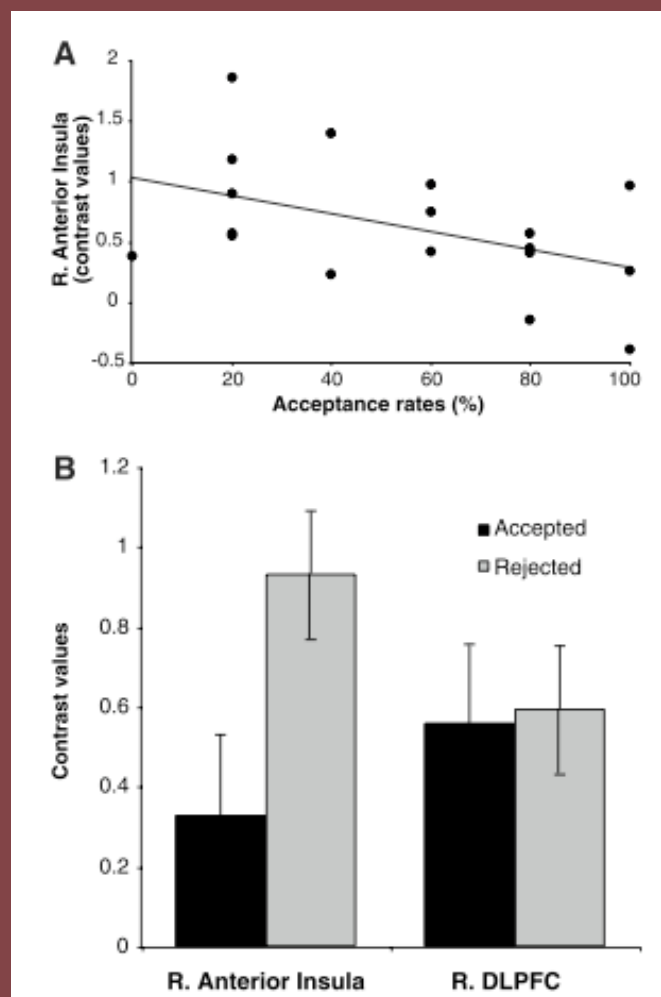 A
R. Anterior Insula
(contrast values)
2
1.5
1
0.5
0
-0.5
0
20
40
60
80
100
Acceptance rates (%)
B
Contrast values
1.2
1
0.8
0.6
0.4
0.2
0
Accepted
Rejected
R. Anterior Insula
R. DLPFC